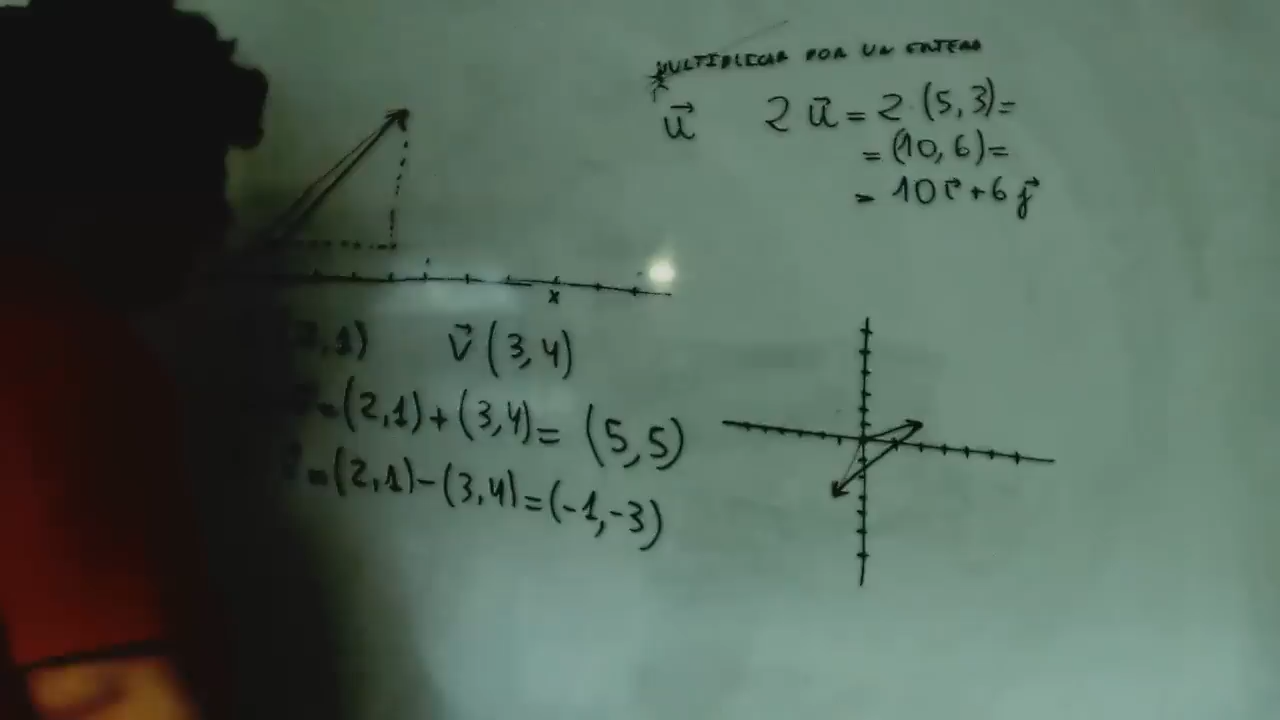 MULTIPLICAR POR UN ENTERO
u⃗ 2 u⃗ = 2 · (5, 3) =
= (10, 6) =
= 10 i⃗ + 6 j⃗
x
,1) v⃗ (3, 4)
= (2,1) + (3,4) = (5,5)
= (2,1) - (3,4) = (-1,-3)